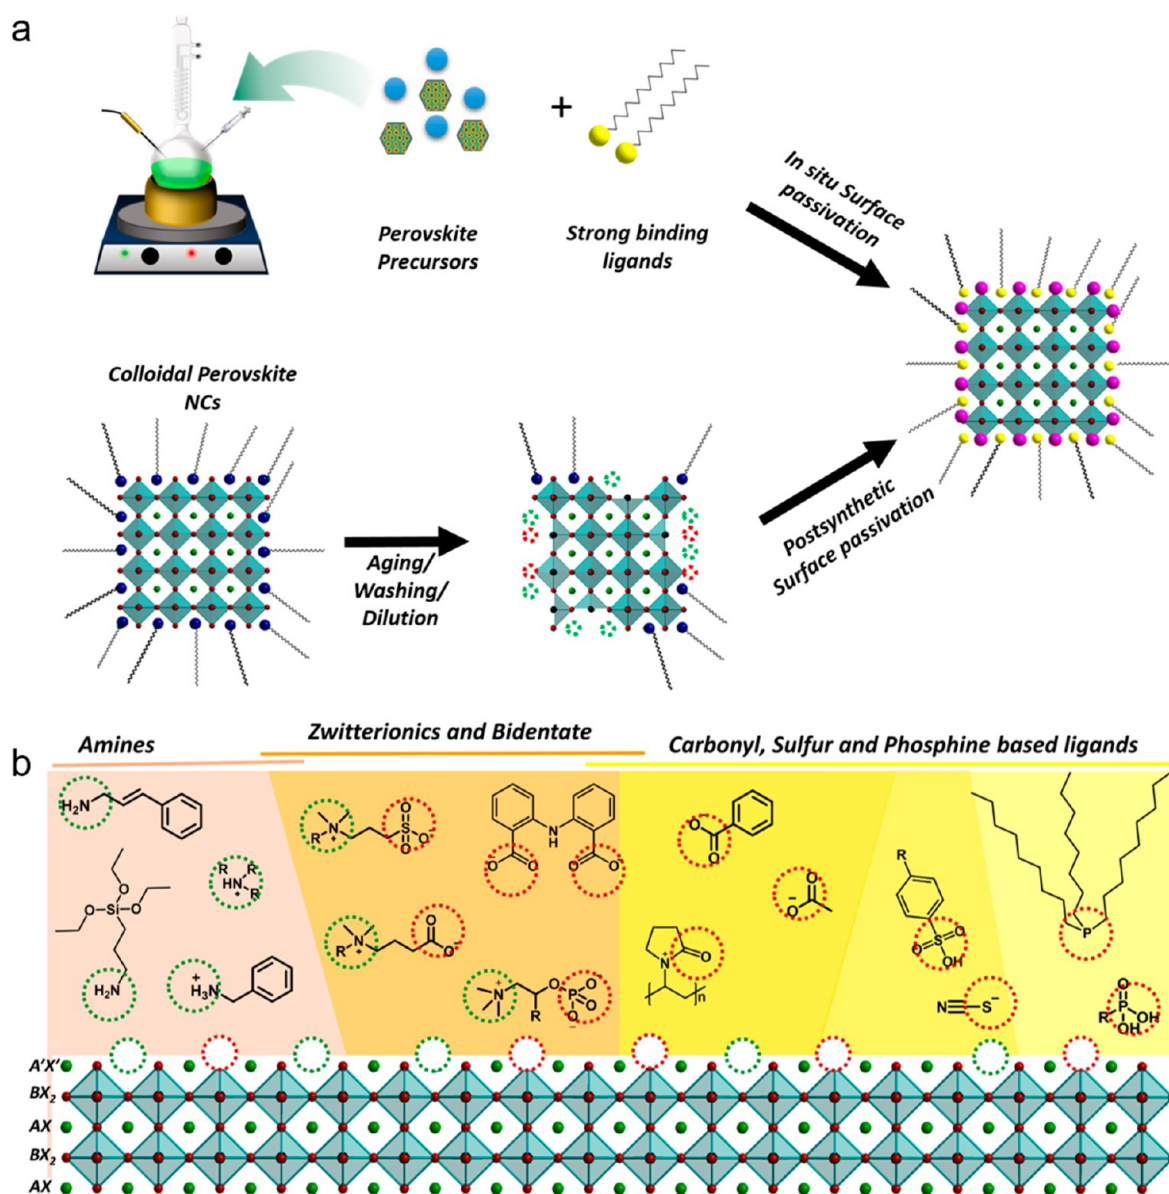 a
+
Perovskite
Precursors
Strong binding
ligands
In situ Surface
passivation
Colloidal Perovskite
NCs
Aging/
Washing/
Dilution
Postsynthetic
Surface passivation
b
Amines
Zwitterionics and Bidentate
Carbonyl, Sulfur and Phosphine based ligands
H₂N
R
HN
+
R
R
O
O
Si
O
H₂N
+
H₃N
R
N
+
S
O
O
O⁻
N
H
O⁻
O
O
O⁻
R
N
+
O
O⁻
N
+
R
O
P
O⁻
O
O
−
O⁻
O
O⁻
O
N
O
n
R
S
O
O
OH
N
S⁻
P
R
P
O
OH
OH
A'X'
BX₂
AX
BX₂
AX